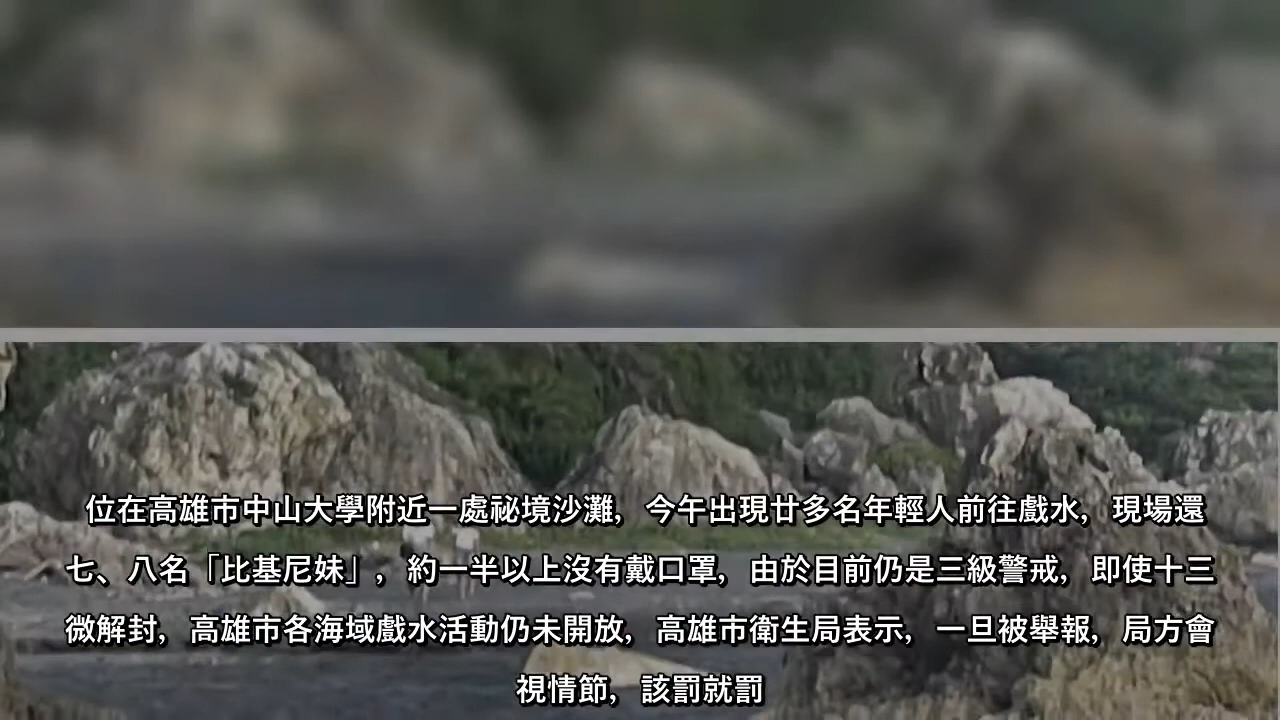 位在高雄市中山大學附近一處祕境沙灘，今午出現廿多名年輕人前往戲水，現場還
七、八名「比基尼妹」，約一半以上沒有戴口罩，由於目前仍是三級警戒，即使十三
微解封，高雄市各海域戲水活動仍未開放，高雄市衛生局表示，一旦被舉報，局方會
視情節，該罰就罰